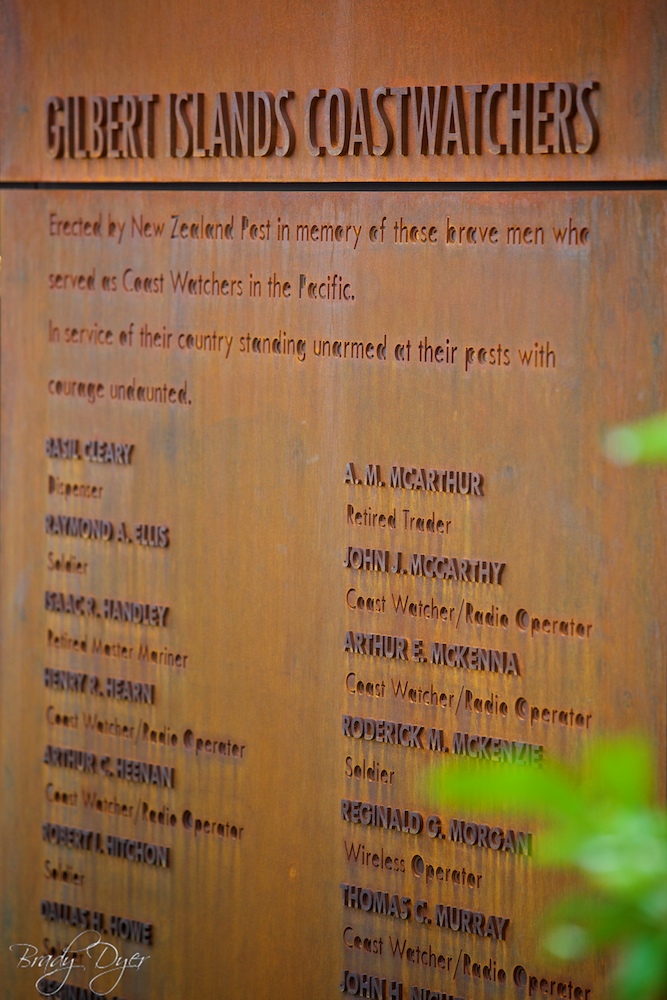 GILBERT ISLANDS COASTWATCHERS
Erected by New Zealand Post in memory of those brave men who
served as Coast Watchers in the Pacific.
In service of their country standing unarmed at their posts with
courage undaunted.
BASIL CLEARY
Dispenser
RAYMOND A. ELLIS
Soldier
ISAAC R. HANDLEY
Retired Master Mariner
HENRY R. HEARN
Coast Watcher/Radio Operator
ARTHUR C. HEENAN
Coast Watcher/Radio Operator
ROBERT I. HITCHON
Soldier
DALLAS H. HOWE
A. M. MCARTHUR
Retired Trader
JOHN J. MCCARTHY
Coast Watcher/Radio Operator
ARTHUR E. MCKENNA
Coast Watcher/Radio Operator
RODERICK M. MCKENZIE
Soldier
REGINALD G. MORGAN
Wireless Operator
THOMAS C. MURRAY
Coast Watcher/Radio Operator
JOHN H.
Brady Dyer